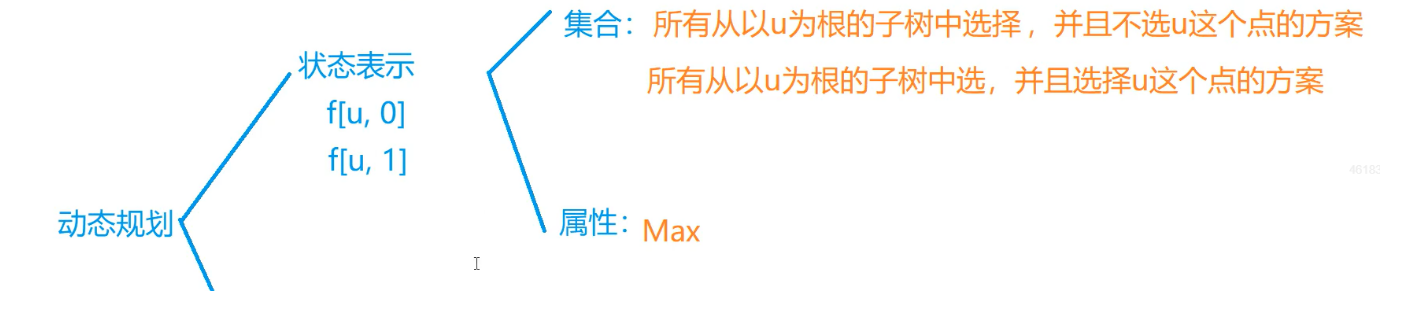 集合：所有从以u为根的子树中选择，并且不选u这个点的方案
状态表示
所有从以u为根的子树中选，并且选择u这个点的方案
f[u, 0]
f[u, 1]
46183
动态规划
属性：Max